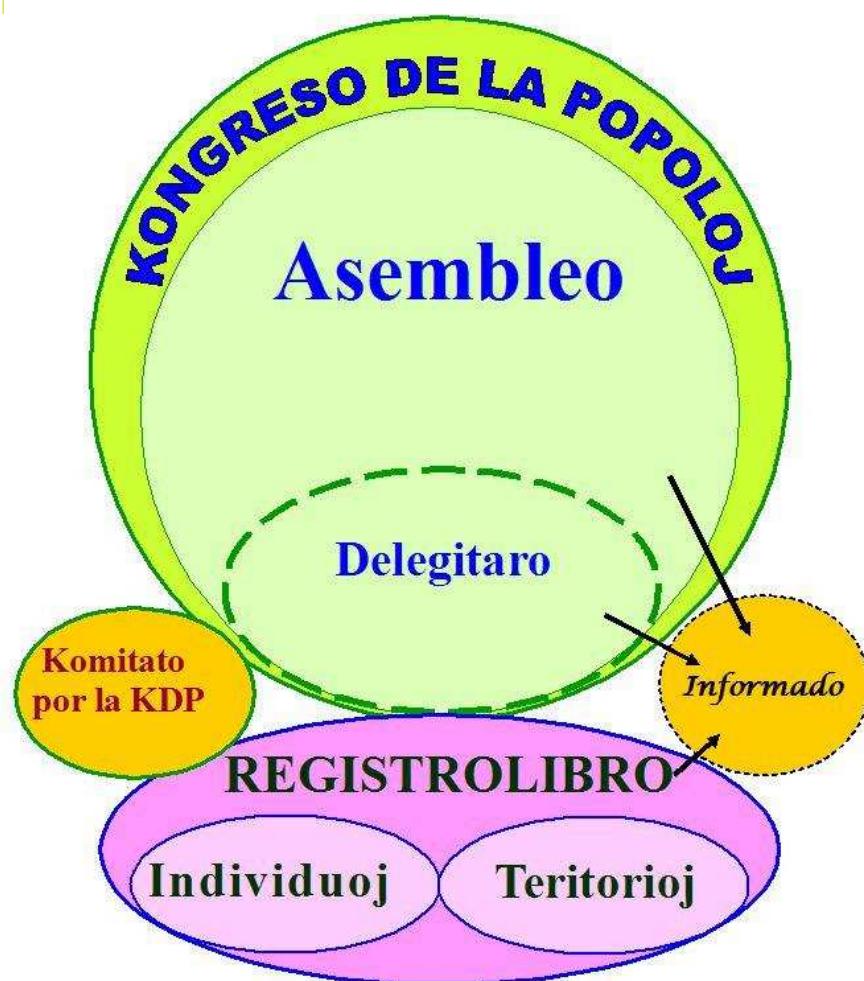 KONGRESO DE LA POPOLOJ
Asembleo
Delegitaro
Komitato
por la KDP
Informado
REGISTROLIBRO
Individuoj
Teritorioj